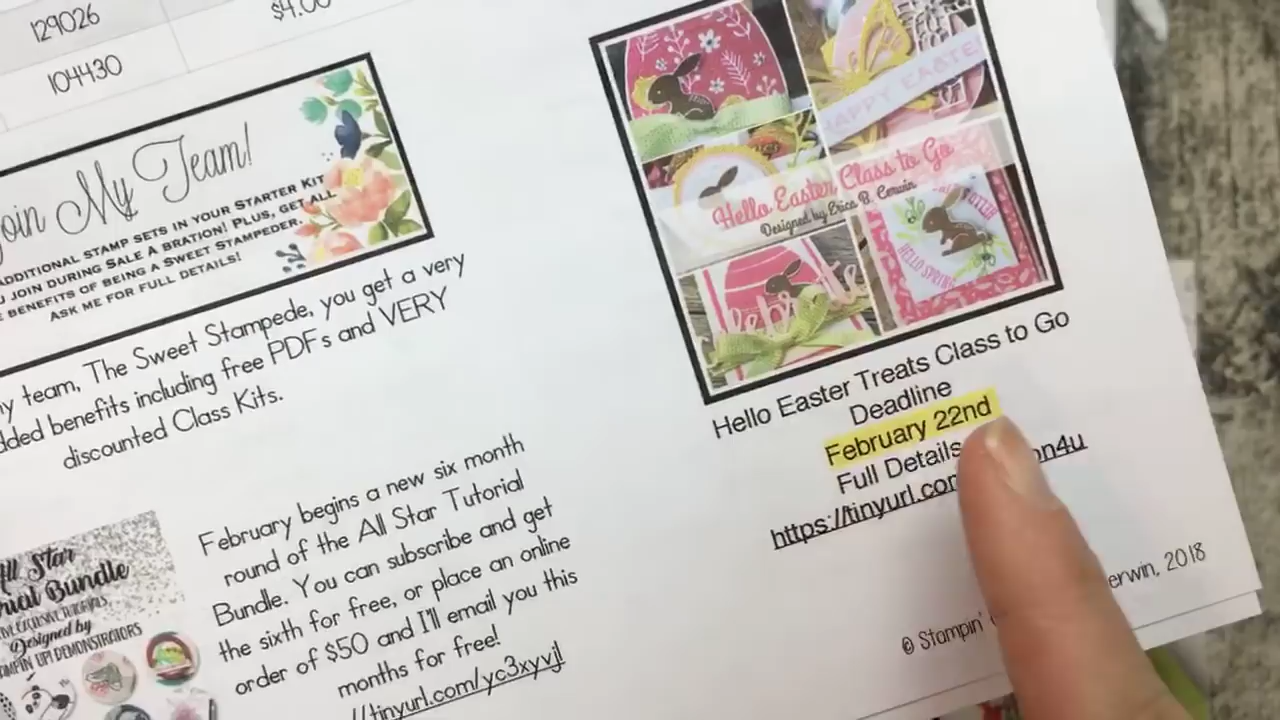 129026
$4.00
104430
Join My Team!
ADDITIONAL STAMP SETS IN YOUR STARTER KIT
JOIN DURING SALE A BRATION! PLUS, GET ALL
BENEFITS OF BEING A SWEET STAMPEDER
ASK ME FOR FULL DETAILS!
my team, The Sweet Stampede, you get a very
added benefits including free PDFs and VERY
discounted Class Kits.
All Star
Bundle
EXCLUSIVE TUTORIALS
Designed by
STAMPIN' UP! DEMONSTRATORS
February begins a new six month
round of the All Star Tutorial
Bundle. You can subscribe and get
the sixth for free, or place an online
order of $50 and I'll email you this
months for free!
//tinyurl.com/yc3xyvjl
HAPPY EASTER
Hello Easter Class to Go
Designed by Erica B. Cerwin
HELLO SPRING
Celebrate
Hello Easter Treats Class to Go
Deadline
February 22nd
Full Details
https://tinyurl.com on4u
© Stampin' erwin, 2018